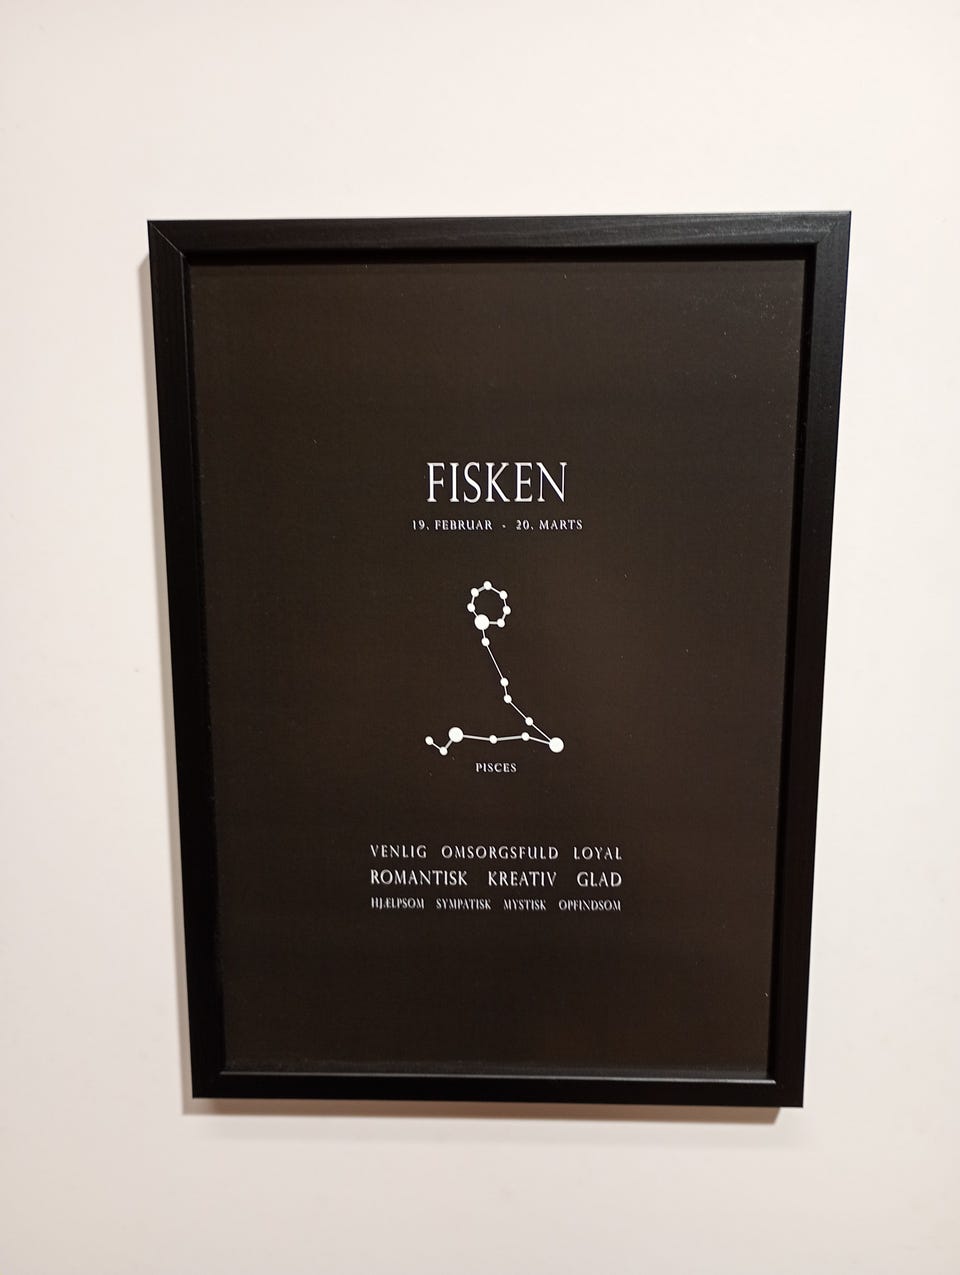 FISKEN
19. FEBRUAR - 20. MARTS
PISCES
VENLIG OMSORGSFULD LOYAL
ROMANTISK KREATIV GLAD
HJÆLPSOM SYMPATISK MYSTISK OPFINDSOM